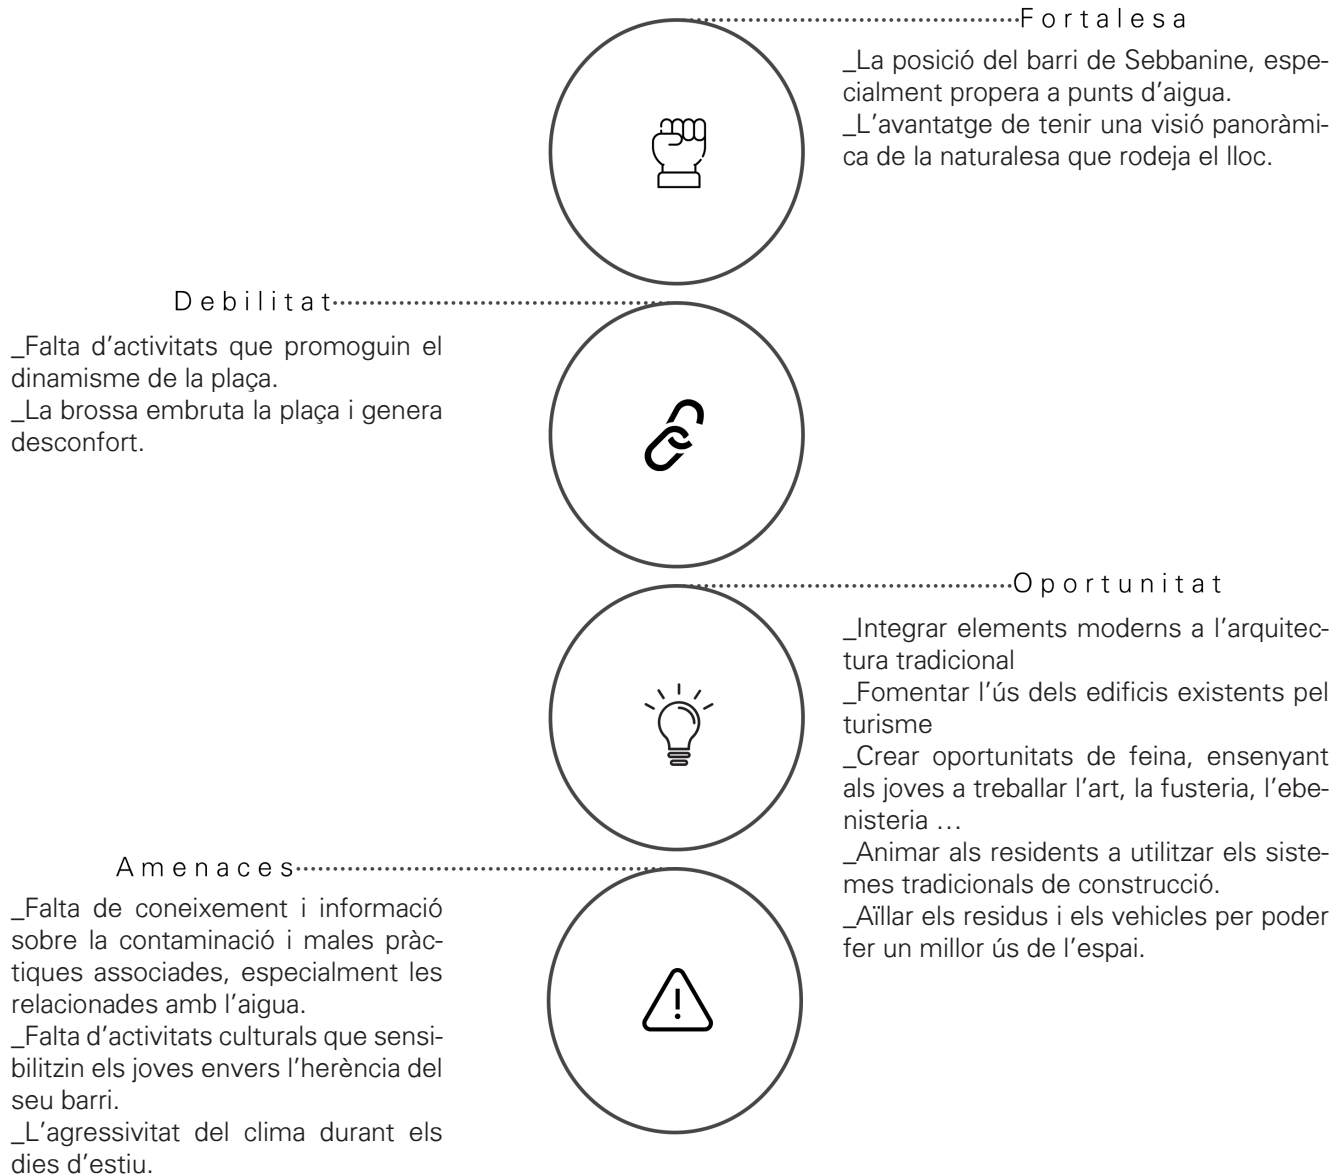 Fortalesa
_La posició del barri de Sebbanine, espe-
cialment propera a punts d'aigua.
_L'avantatge de tenir una visió panoràmi-
ca de la naturalesa que rodeja el lloc.
Debilitat
_Falta d'activitats que promoguin el
dinamisme de la plaça.
_La brossa embruta la plaça i genera
desconfort.
Oportunitat
_Integrar elements moderns a l'arquitec-
tura tradicional
_Fomentar l'ús dels edificis existents pel
turisme
_Crear oportunitats de feina, ensenyant
als joves a treballar l'art, la fusteria, l'ebe-
nisteria …
_Animar als residents a utilitzar els siste-
mes tradicionals de construcció.
_Aïllar els residus i els vehicles per poder
fer un millor ús de l'espai.
Amenaces
_Falta de coneixement i informació
sobre la contaminació i males pràc-
tiques associades, especialment les
relacionades amb l'aigua.
_Falta d'activitats culturals que sensi-
bilitzin els joves envers l'herència del
seu barri.
_L'agressivitat del clima durant els
dies d'estiu.